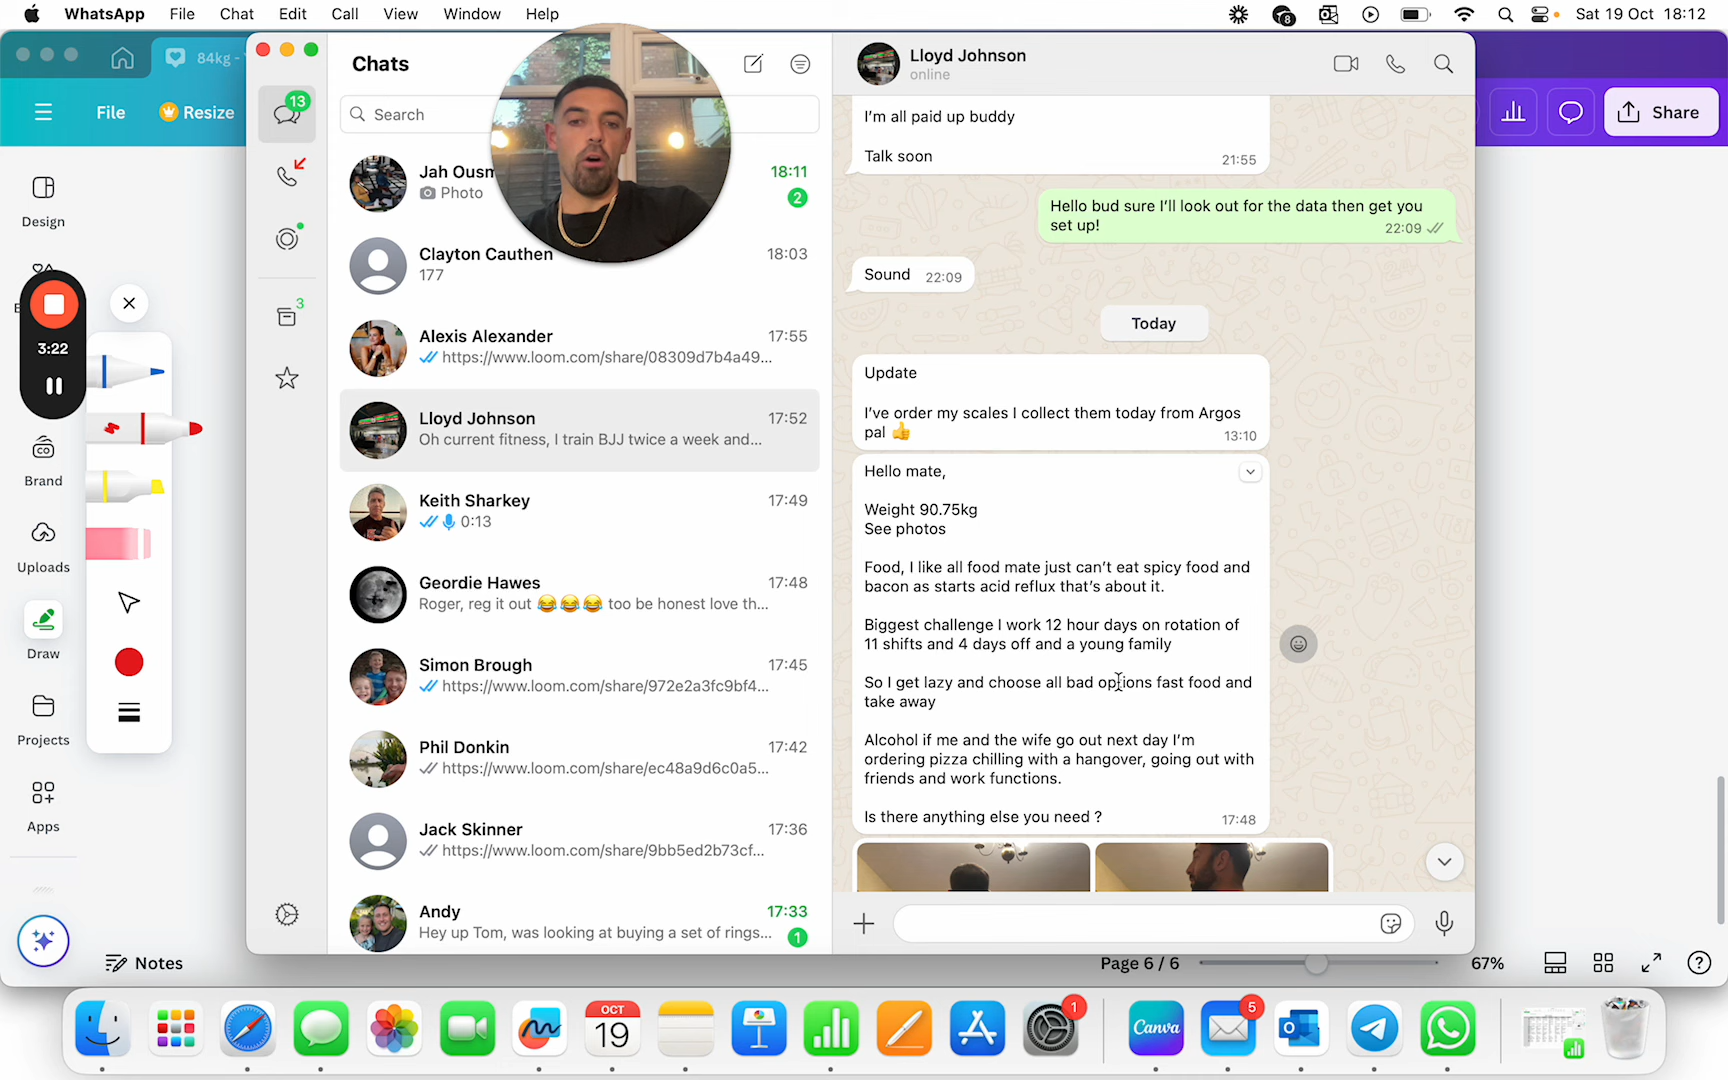 WhatsApp File Chat Edit Call View Window Help
8
Sat 19 Oct 18:12
84kg -
File
Resize
Share
Design
3:22
Brand
Uploads
Draw
Projects
Apps
Notes
13
3
Chats
Search
Jah Ousm
18:11
Photo
2
Clayton Cauthen
18:03
177
Alexis Alexander
17:55
https://www.loom.com/share/08309d7b4a49...
Lloyd Johnson
17:52
Oh current fitness, I train BJJ twice a week and...
Keith Sharkey
17:49
0:13
Geordie Hawes
17:48
Roger, reg it out 😂😂😂 too be honest love th...
Simon Brough
17:45
https://www.loom.com/share/972e2a3fc9bf4...
Phil Donkin
17:42
https://www.loom.com/share/ec48a9d6c0a5...
Jack Skinner
17:36
https://www.loom.com/share/9bb5ed2b73cf...
Andy
17:33
Hey up Tom, was looking at buying a set of rings...
1
Lloyd Johnson
online
I'm all paid up buddy
Talk soon
21:55
Hello bud sure I'll look out for the data then get you
set up!
22:09
Sound 22:09
Today
Update
I've order my scales I collect them today from Argos
pal 👍
13:10
Hello mate,
Weight 90.75kg
See photos
Food, I like all food mate just can't eat spicy food and
bacon as starts acid reflux that's about it.
Biggest challenge I work 12 hour days on rotation of
11 shifts and 4 days off and a young family
So I get lazy and choose all bad options fast food and
take away
Alcohol if me and the wife go out next day I'm
ordering pizza chilling with a hangover, going out with
friends and work functions.
Is there anything else you need ?
17:48
Page 6 / 6
67%
OCT
19
1
Canva
5